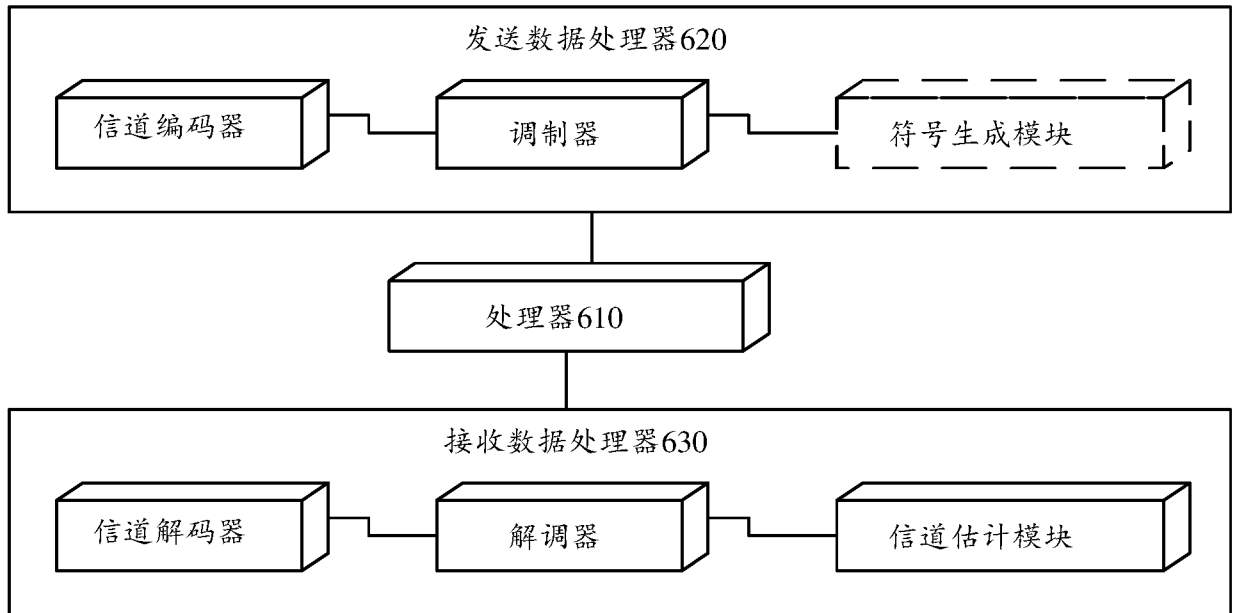 发送数据处理器620
信道编码器
调制器
符号生成模块
处理器610
接收数据处理器630
信道解码器
解调器
信道估计模块